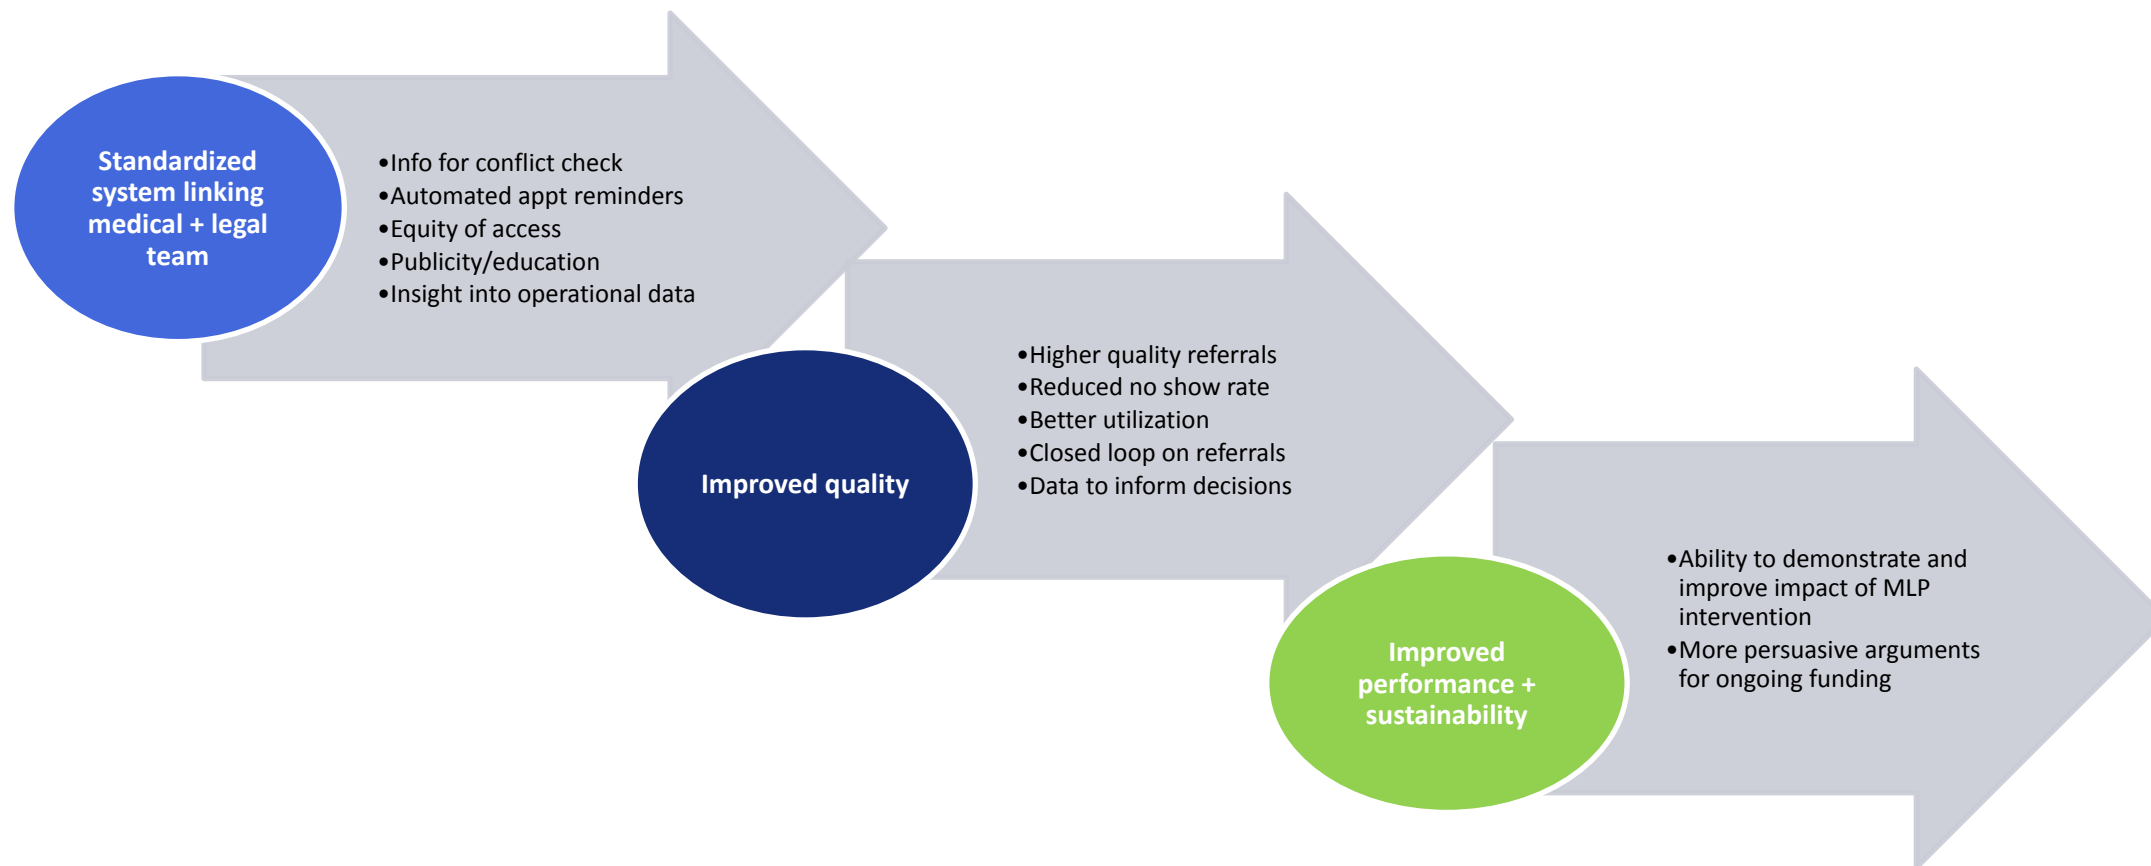 Standardized
system linking
medical + legal
team
•Info for conflict check
•Automated appt reminders
•Equity of access
•Publicity/education
•Insight into operational data
Improved quality
•Higher quality referrals
•Reduced no show rate
•Better utilization
•Closed loop on referrals
•Data to inform decisions
Improved
performance +
sustainability
•Ability to demonstrate and
improve impact of MLP
intervention
•More persuasive arguments
for ongoing funding